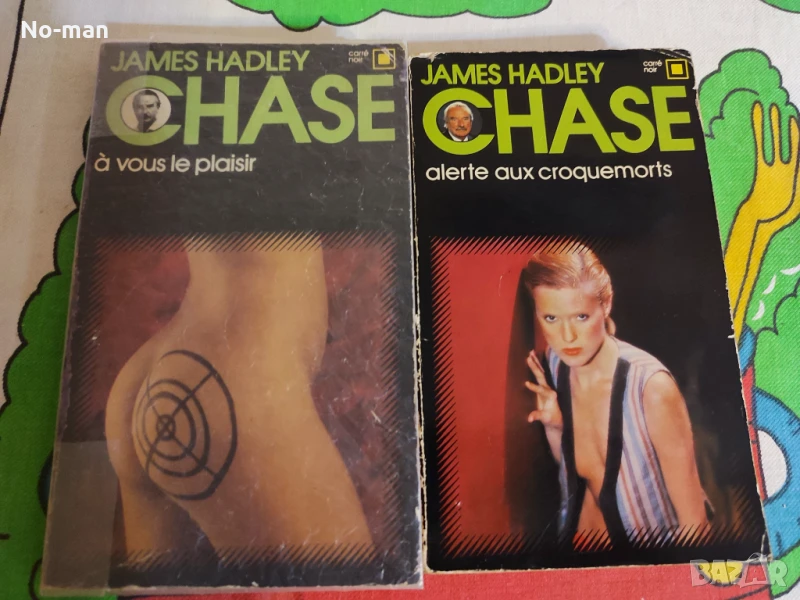 No-man
JAMES HADLEY
carré
noir
CHASE
à vous le plaisir
JAMES HADLEY
carré
noir
CHASE
alerte aux croquemorts
BAZAR